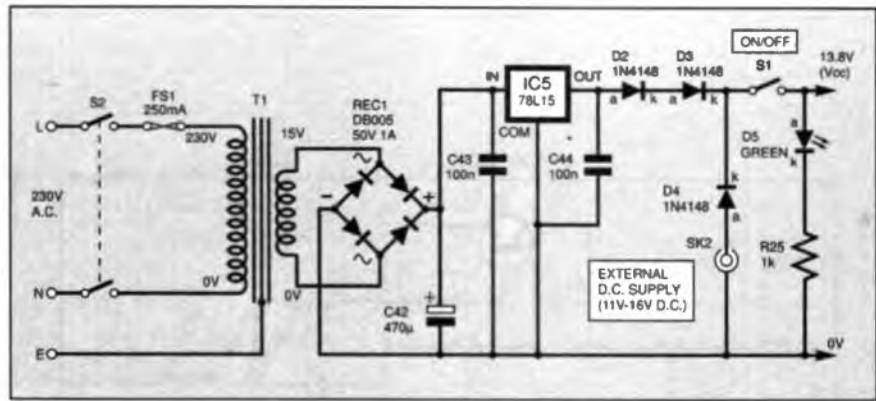 ON/OFF
S1
13.8V
(Vcc)
D2
1N4148
D3
1N4148
IN
IC5
78L15
OUT
COM
a
k
a
k
S2
FS1
250mA
T1
L
230V
15V
REC1
DB005
50V 1A
C43
100n
C44
100n
a
D5
GREEN
k
230V
A.C.
-
+
k
D4
1N4148
a
SK2
R25
1k
N
0V
0V
+
C42
470µ
EXTERNAL
D.C. SUPPLY
(11V-16V D.C.)
E
0V